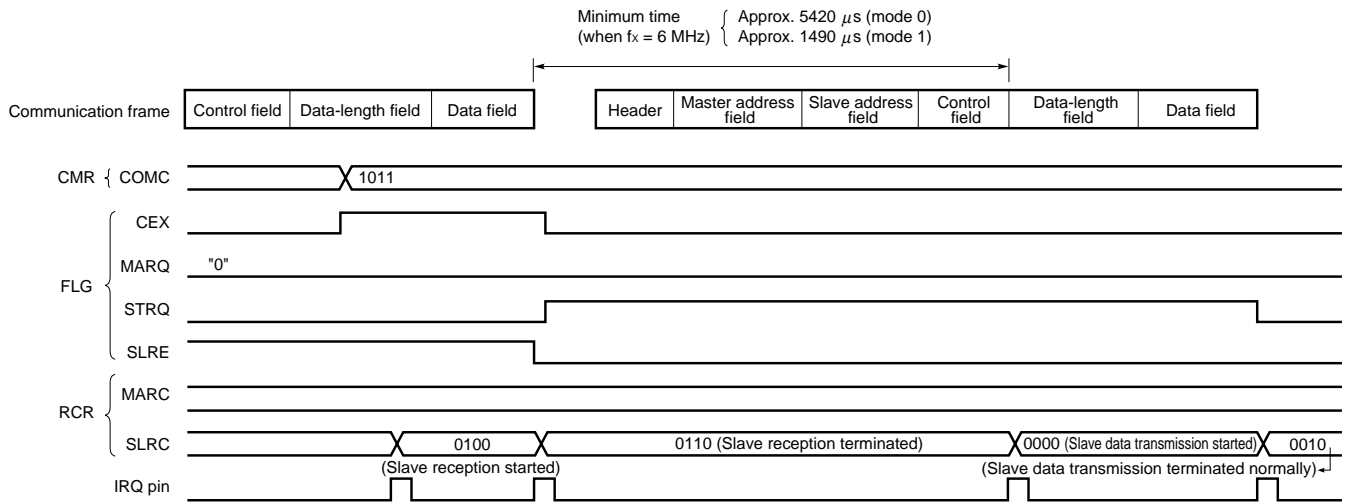 Minimum time
(when fx = 6 MHz)
Approx. 5420 μs (mode 0)
Approx. 1490 μs (mode 1)
Communication frame
Control field
Data-length field
Data field
Header
Master address
field
Slave address
field
Control
field
Data-length
field
Data field
CMR { COMC
1011
CEX
MARQ
"0"
FLG
STRQ
SLRE
MARC
RCR
SLRC
0100
0110 (Slave reception terminated)
0000 (Slave data transmission started)
0010
(Slave reception started)
(Slave data transmission terminated normally)
IRQ pin